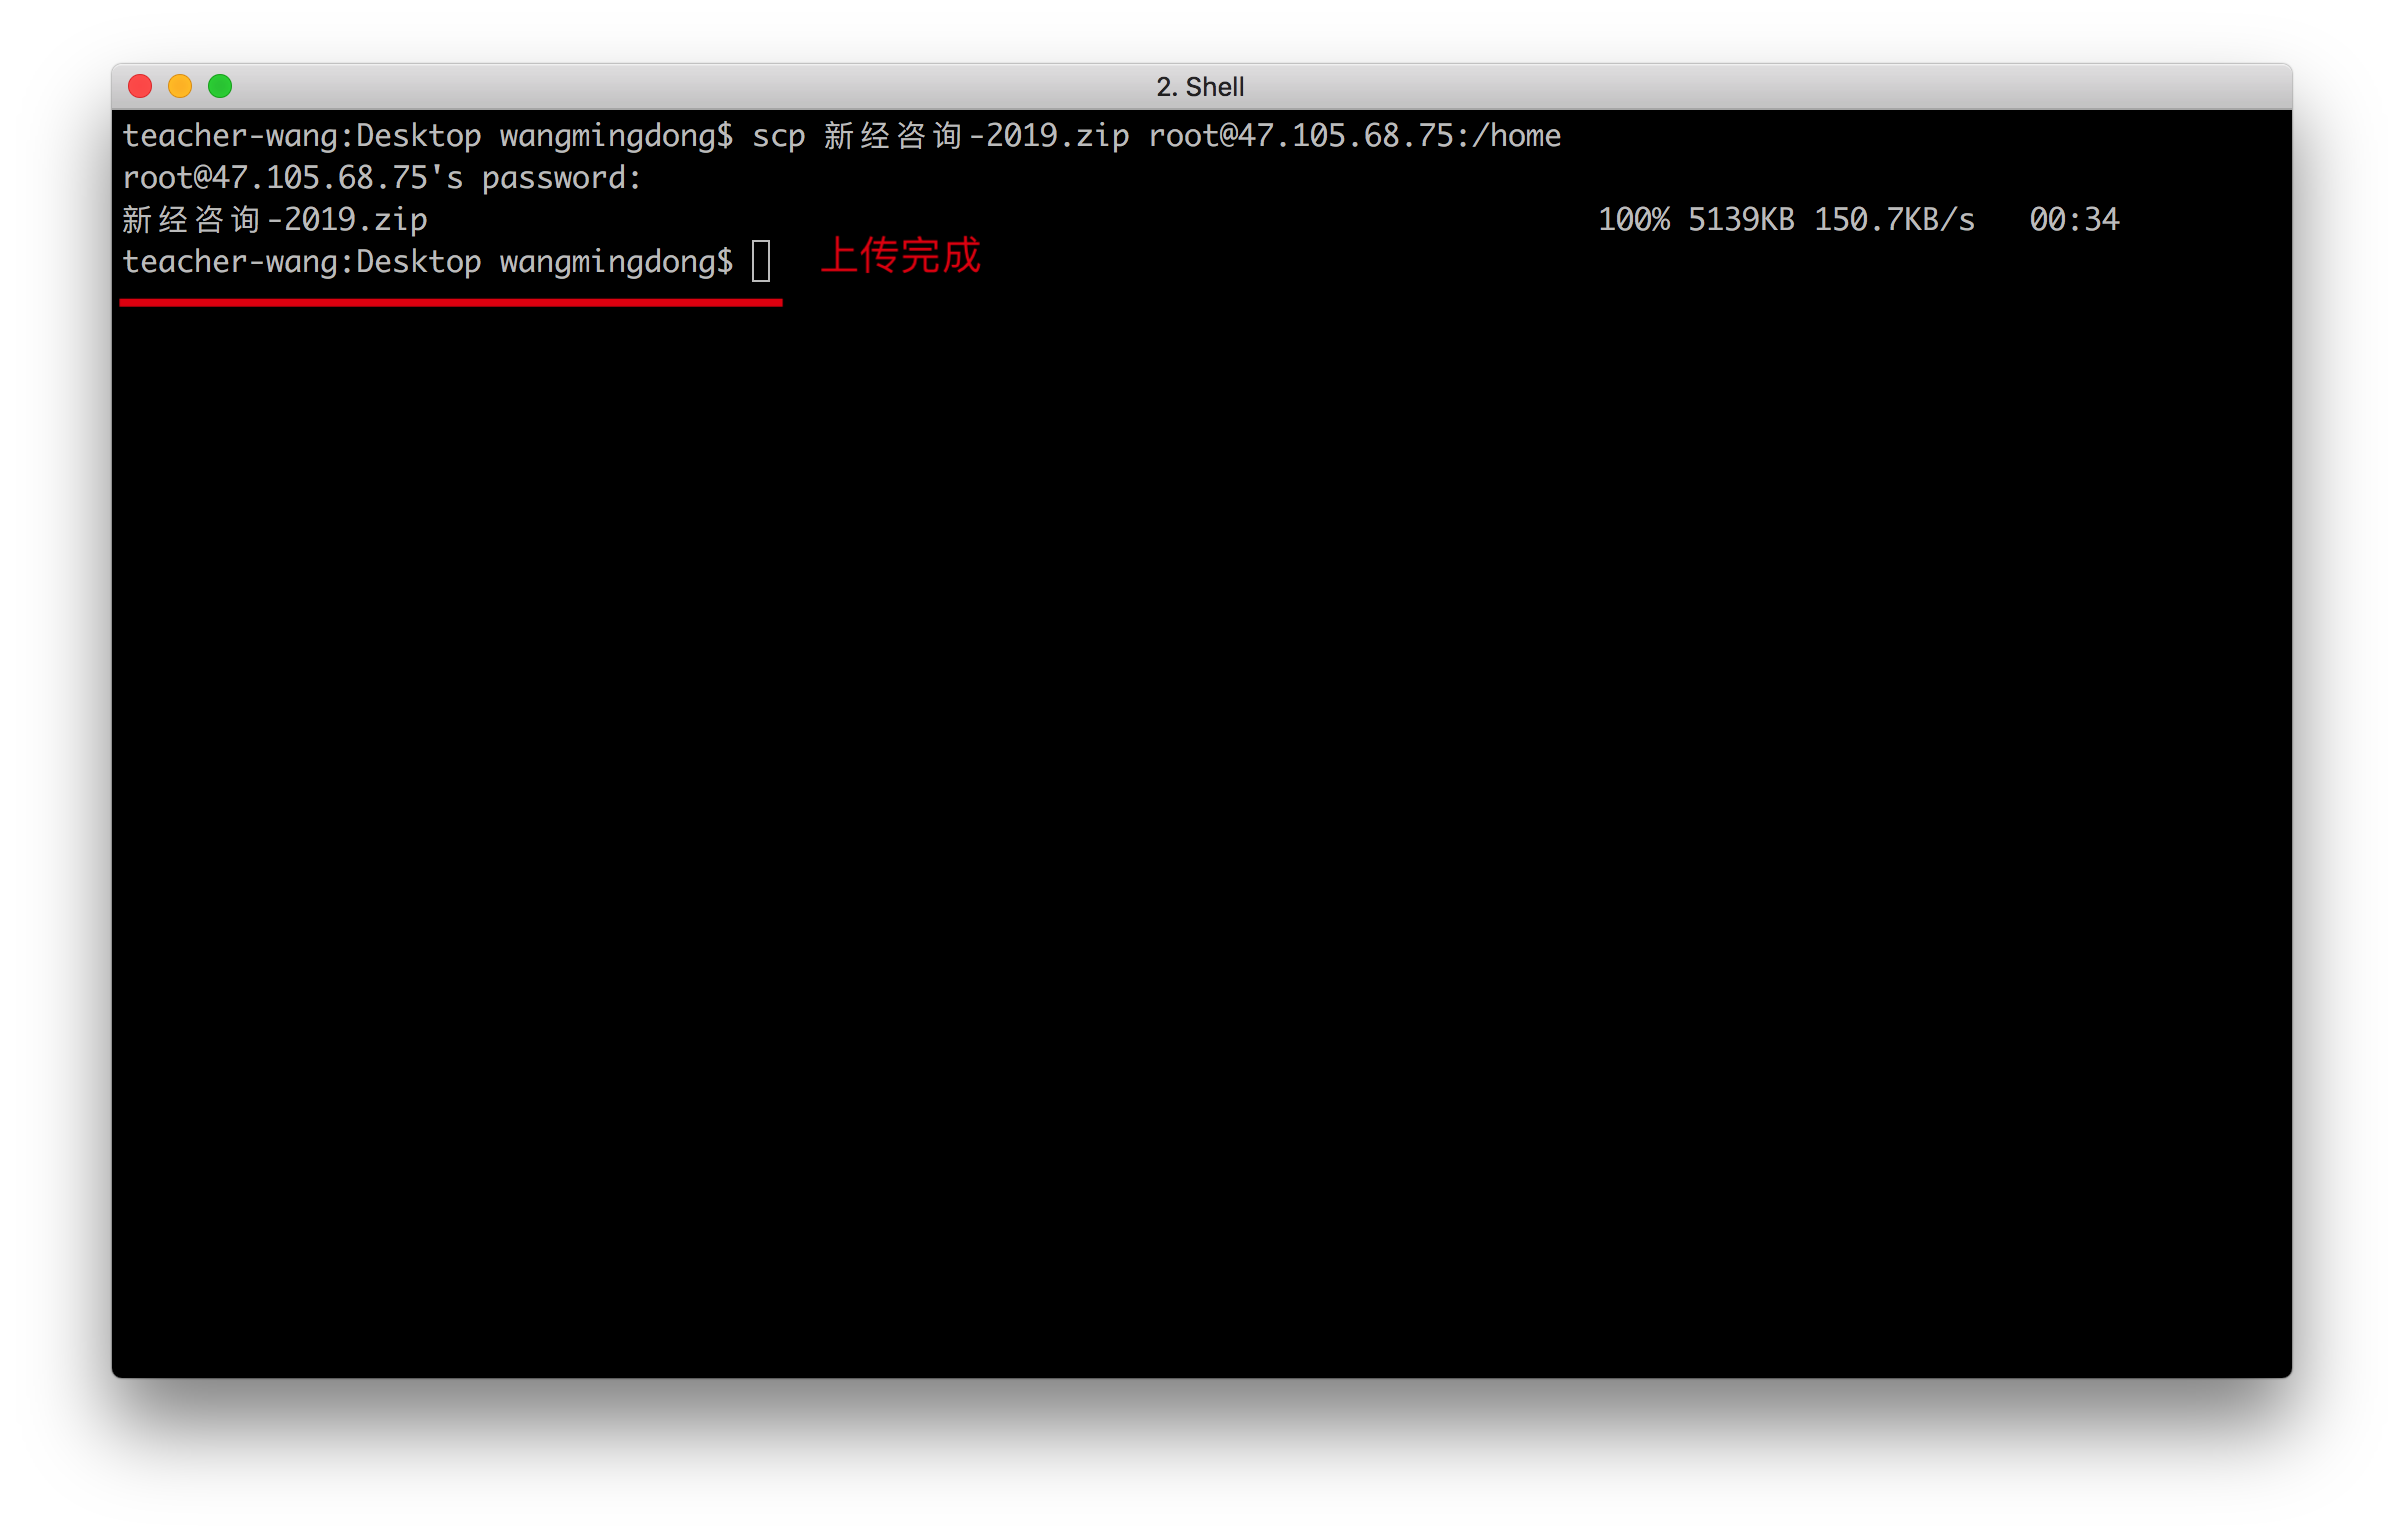 2. Shell
teacher-wang:Desktop wangmingdong$ scp 新经咨询-2019.zip root@47.105.68.75:/home
root@47.105.68.75's password:
新经咨询-2019.zip 100% 5139KB 150.7KB/s 00:34
teacher-wang:Desktop wangmingdong$ 上传完成